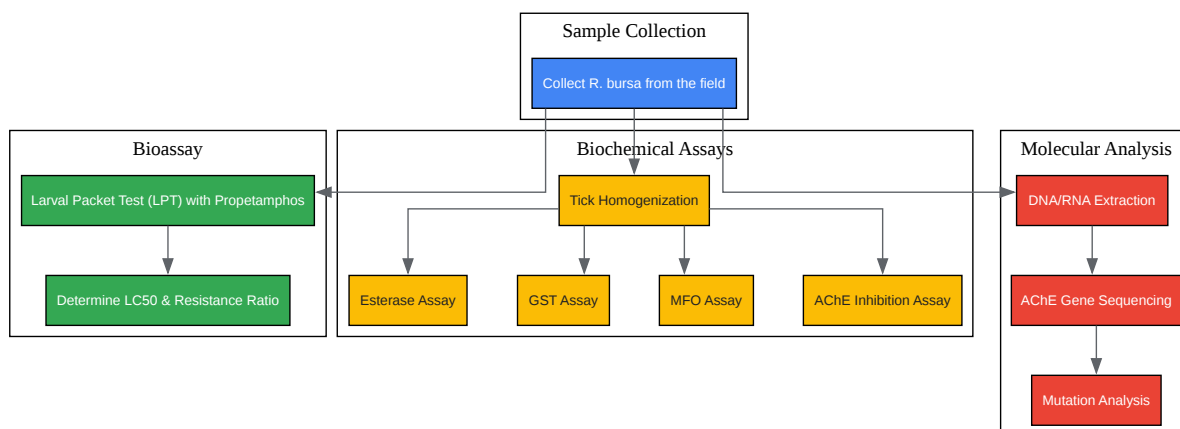 Sample Collection
Collect R. bursa from the field
Bioassay
Biochemical Assays
Molecular Analysis
Larval Packet Test (LPT) with Propetamphos
Tick Homogenization
DNA/RNA Extraction
Determine LC50 & Resistance Ratio
Esterase Assay
GST Assay
MFO Assay
AChE Inhibition Assay
AChE Gene Sequencing
Mutation Analysis